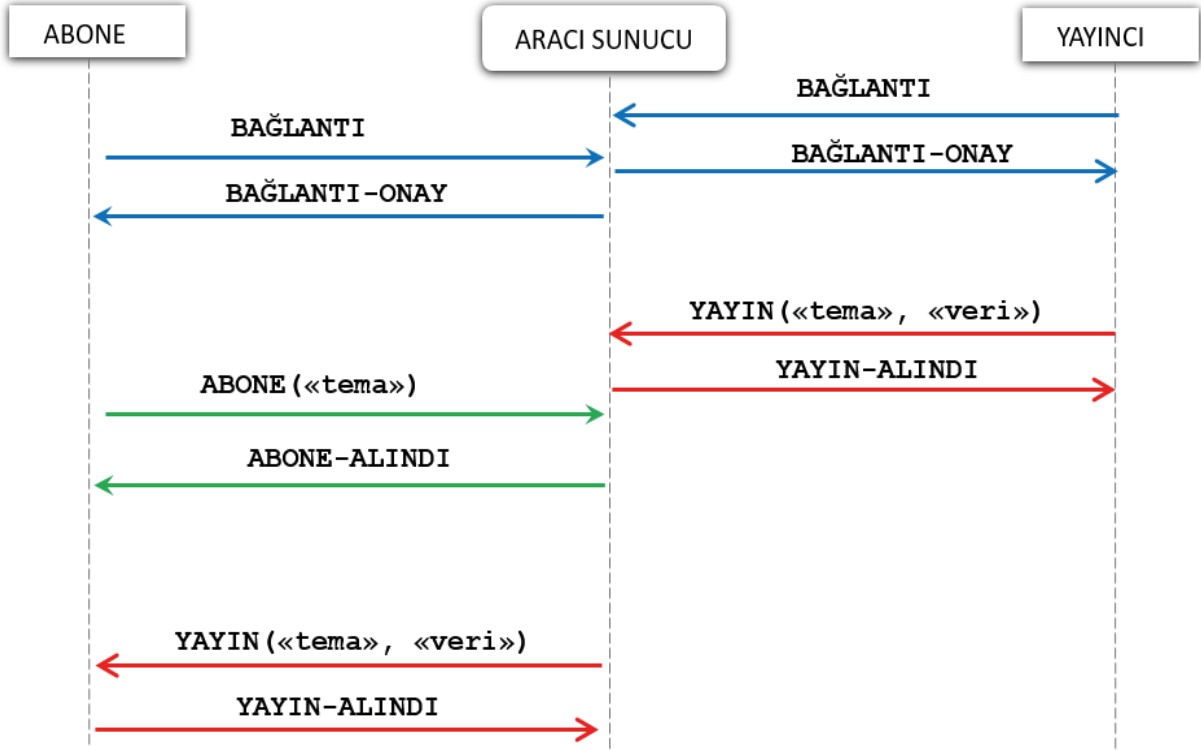 ABONE
ARACI SUNUCU
YAYINCI
BAĞLANTI
BAĞLANTI
BAĞLANTI-ONAY
BAĞLANTI-ONAY
YAYIN(«tema», «veri»)
YAYIN-ALINDI
ABONE(«tema»)
ABONE-ALINDI
YAYIN(«tema», «veri»)
YAYIN-ALINDI